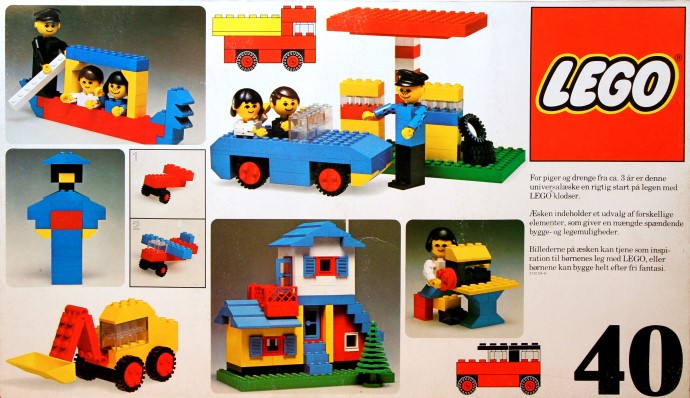 LEGO
For piger og drenge fra ca. 3 år er denne
universalæske en rigtig start på legen med
LEGO klodser.
Æsken indeholder et udvalg af forskellige
elementer, som giver en mængde spændende
bygge- og legemuligheder.
Billederne på æsken kan tjene som inspi-
ration til børnenes leg med LEGO, eller
børnene kan bygge helt efter fri fantasi.
1
2
40